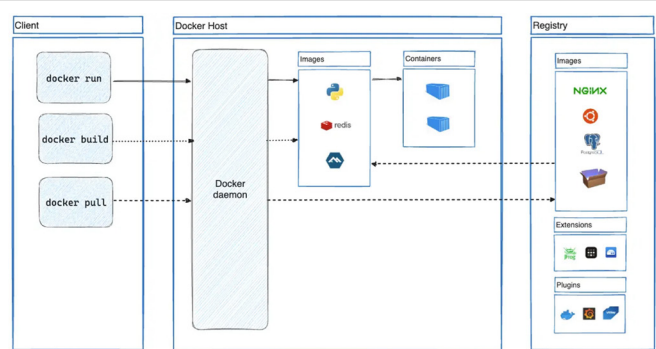 Client
Docker Host
Registry
docker run
docker build
docker pull
Docker
daemon
Images
redis
Containers
Images
NGINX
PostgreSQL
Extensions
Plugins